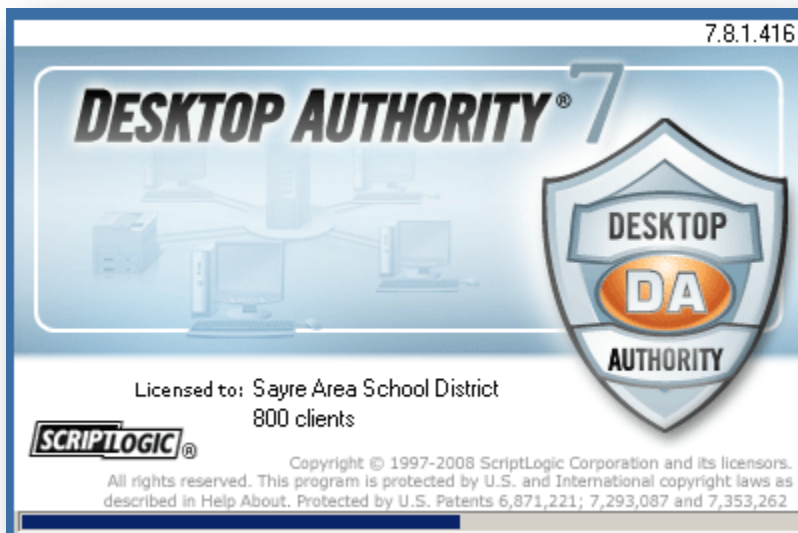 7.8.1.416
DESKTOP AUTHORITY® 7
DESKTOP
DA
AUTHORITY
Licensed to: Sayre Area School District
800 clients
SCRIPTLOGIC®
Copyright © 1997-2008 ScriptLogic Corporation and its licensors.
All rights reserved. This program is protected by U.S. and International copyright laws as
described in Help About. Protected by U.S. Patents 6,871,221; 7,293,087 and 7,353,262